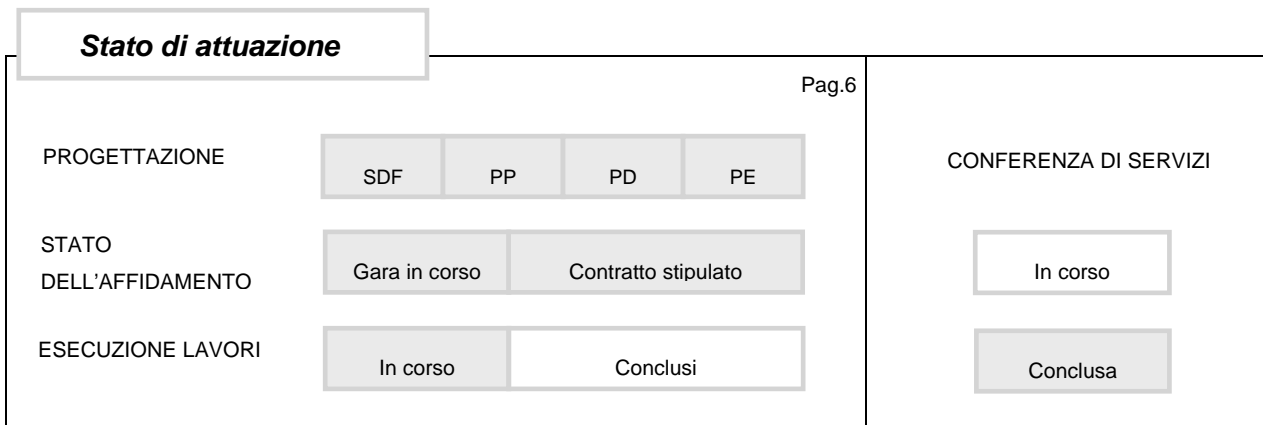 Stato di attuazione
Pag.6
PROGETTAZIONE
SDF PP PD PE
STATO
DELL'AFFIDAMENTO
Gara in corso Contratto stipulato
ESECUZIONE LAVORI
In corso Conclusi
CONFERENZA DI SERVIZI
In corso
Conclusa